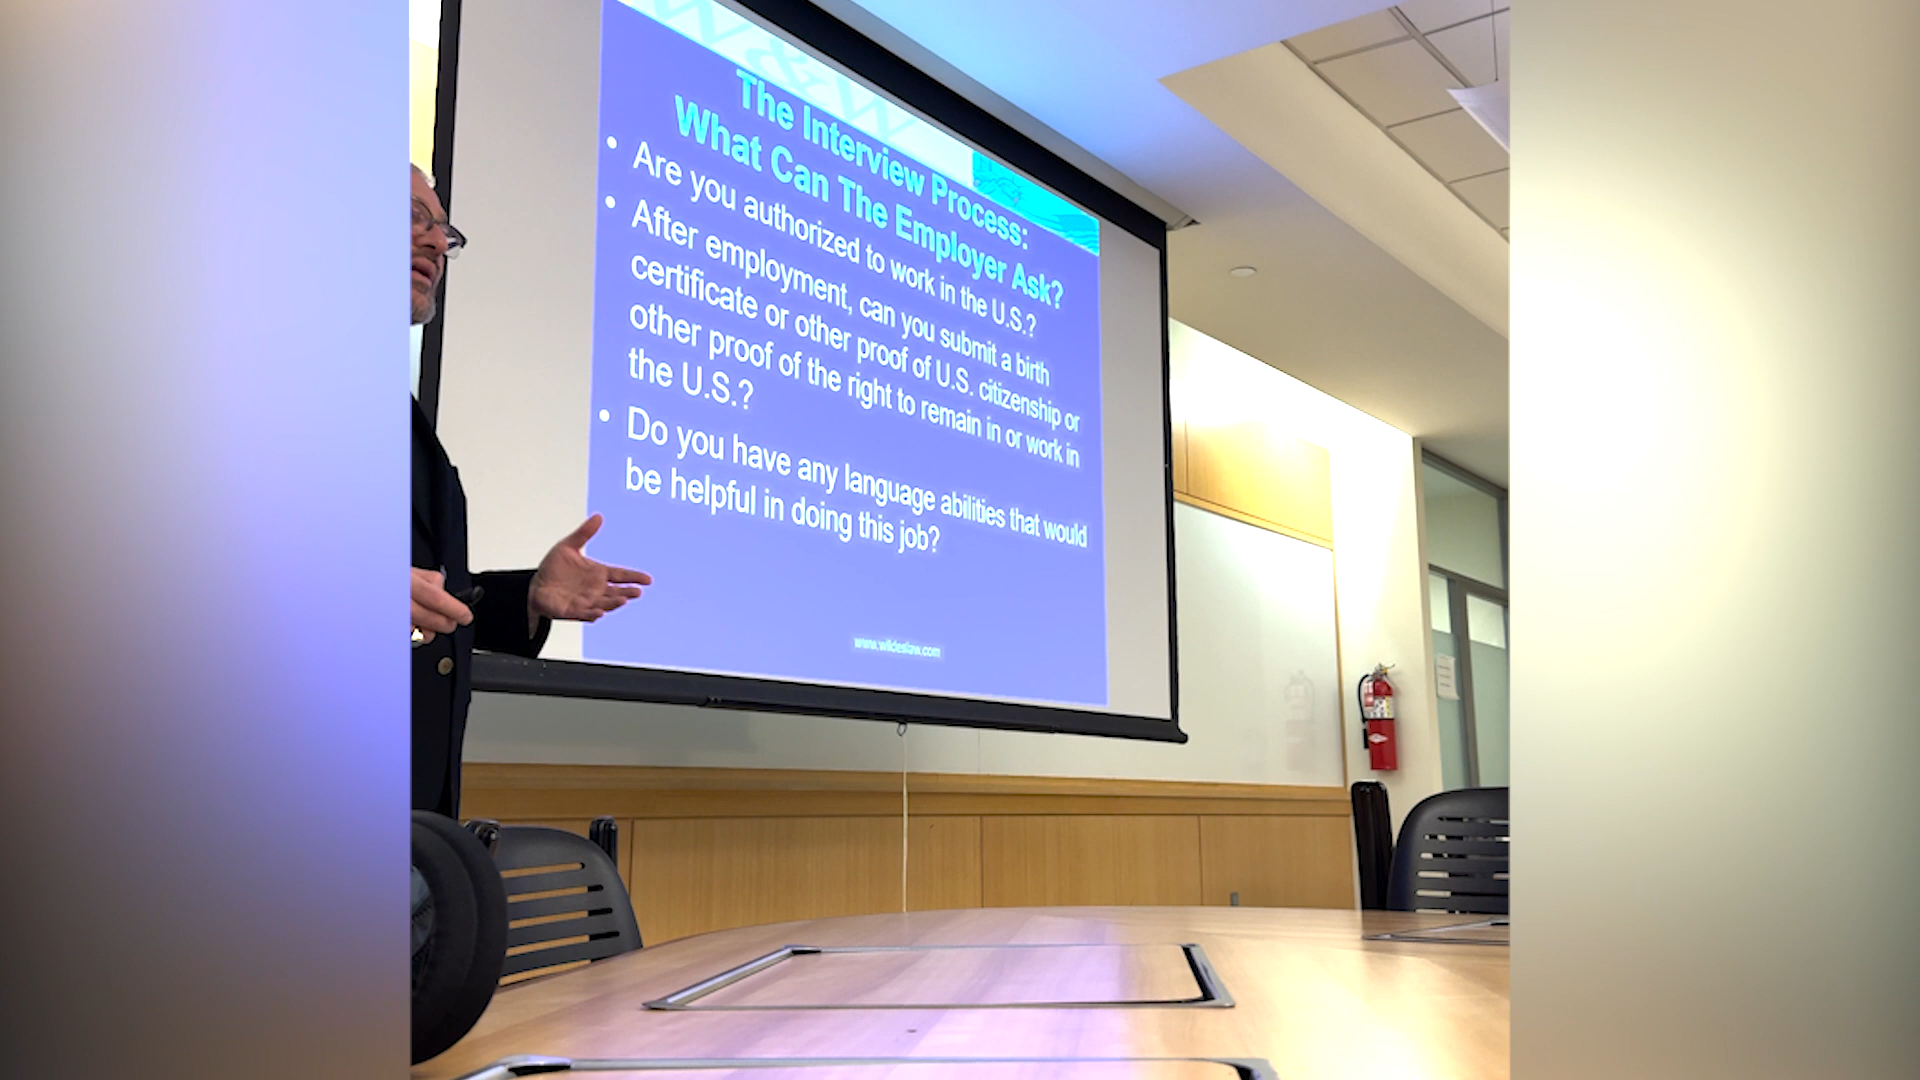 W&W
The Interview Process:
What Can The Employer Ask?
• Are you authorized to work in the U.S.?
• After employment, can you submit a birth
certificate or other proof of U.S. citizenship or
other proof of the right to remain in or work in
the U.S.?
• Do you have any language abilities that would
be helpful in doing this job?
www.wildeslaw.com